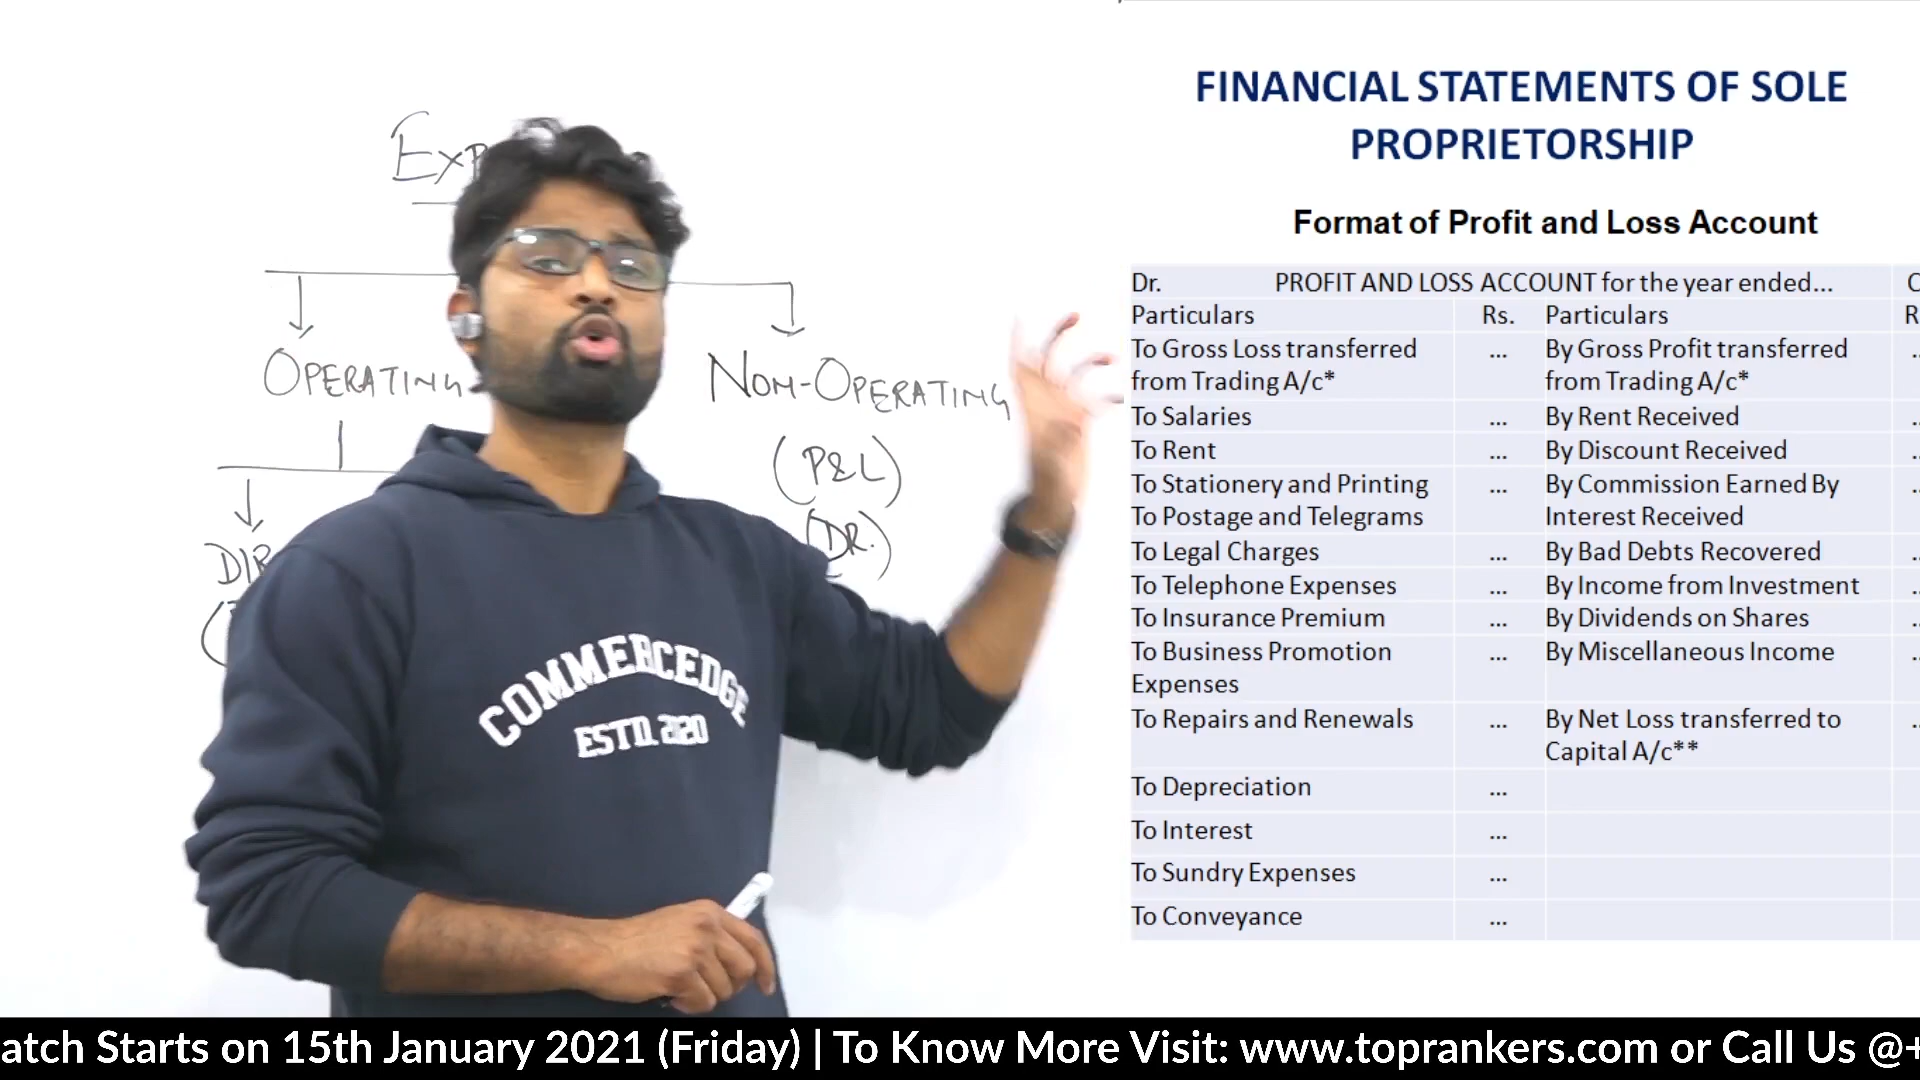 EXP
OPERATING
NON-OPERATING
(P&L)
(DR.)
DIR
COMMERCEDGE
ESTD. 2020
FINANCIAL STATEMENTS OF SOLE
PROPRIETORSHIP
Format of Profit and Loss Account
Dr. PROFIT AND LOSS ACCOUNT for the year ended... C
Particulars Rs. Particulars R
To Gross Loss transferred ... By Gross Profit transferred ..
from Trading A/c* from Trading A/c*
To Salaries ... By Rent Received ..
To Rent ... By Discount Received ..
To Stationery and Printing ... By Commission Earned By ..
To Postage and Telegrams Interest Received
To Legal Charges ... By Bad Debts Recovered ..
To Telephone Expenses ... By Income from Investment ..
To Insurance Premium ... By Dividends on Shares ..
To Business Promotion ... By Miscellaneous Income ..
Expenses
To Repairs and Renewals ... By Net Loss transferred to ..
Capital A/c**
To Depreciation ...
To Interest ...
To Sundry Expenses ...
To Conveyance ...
atch Starts on 15th January 2021 (Friday) | To Know More Visit: www.toprankers.com or Call Us @+